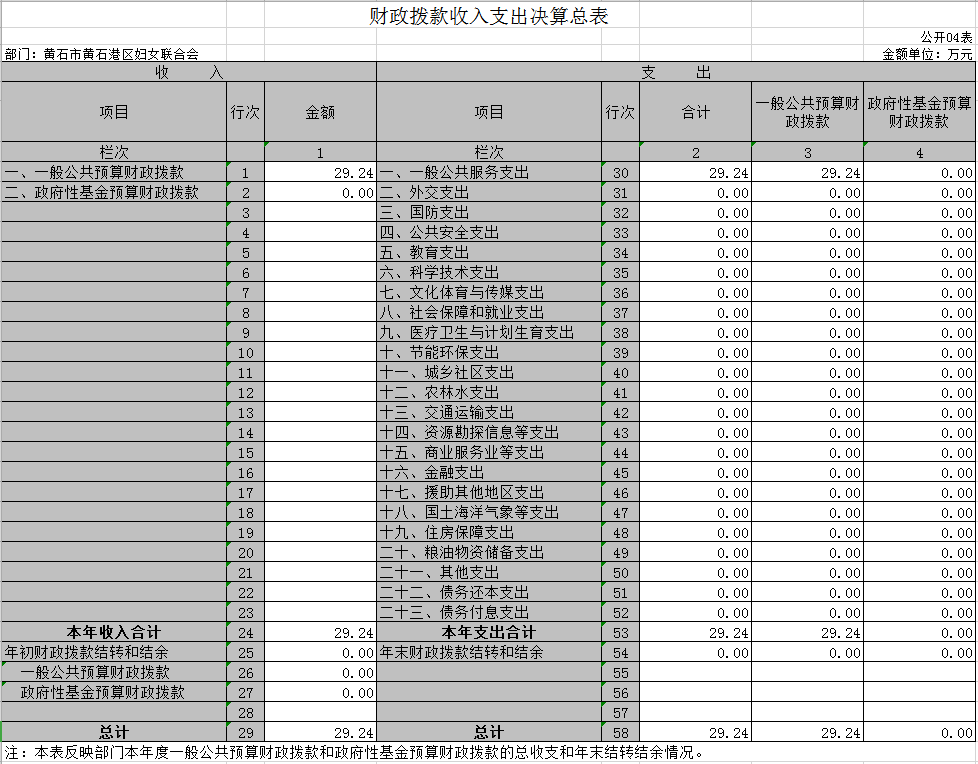 财政拨款收入支出决算总表
公开04表
部门：黄石市黄石港区妇女联合会 金额单位：万元
收 入 支 出
项目 行次 金额 项目 行次 合计 一般公共预算财政拨款 政府性基金预算财政拨款
栏次 1 栏次 2 3 4
一、一般公共预算财政拨款 1 29.24 一、一般公共服务支出 30 29.24 29.24 0.00
二、政府性基金预算财政拨款 2 0.00 二、外交支出 31 0.00 0.00 0.00
3 三、国防支出 32 0.00 0.00 0.00
4 四、公共安全支出 33 0.00 0.00 0.00
5 五、教育支出 34 0.00 0.00 0.00
6 六、科学技术支出 35 0.00 0.00 0.00
7 七、文化体育与传媒支出 36 0.00 0.00 0.00
8 八、社会保障和就业支出 37 0.00 0.00 0.00
9 九、医疗卫生与计划生育支出 38 0.00 0.00 0.00
10 十、节能环保支出 39 0.00 0.00 0.00
11 十一、城乡社区支出 40 0.00 0.00 0.00
12 十二、农林水支出 41 0.00 0.00 0.00
13 十三、交通运输支出 42 0.00 0.00 0.00
14 十四、资源勘探信息等支出 43 0.00 0.00 0.00
15 十五、商业服务业等支出 44 0.00 0.00 0.00
16 十六、金融支出 45 0.00 0.00 0.00
17 十七、援助其他地区支出 46 0.00 0.00 0.00
18 十八、国土海洋气象等支出 47 0.00 0.00 0.00
19 十九、住房保障支出 48 0.00 0.00 0.00
20 二十、粮油物资储备支出 49 0.00 0.00 0.00
21 二十一、其他支出 50 0.00 0.00 0.00
22 二十二、债务还本支出 51 0.00 0.00 0.00
23 二十三、债务付息支出 52 0.00 0.00 0.00
本年收入合计 24 29.24 本年支出合计 53 29.24 29.24 0.00
年初财政拨款结转和结余 25 0.00 年末财政拨款结转和结余 54 0.00 0.00 0.00
一般公共预算财政拨款 26 0.00 55
政府性基金预算财政拨款 27 0.00 56
28 57
总计 29 29.24 总计 58 29.24 29.24 0.00
注：本表反映部门本年度一般公共预算财政拨款和政府性基金预算财政拨款的总收支和年末结转结余情况。